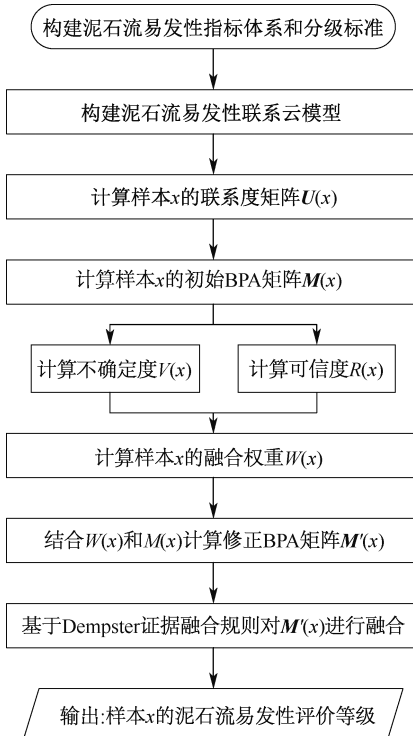 构建泥石流易发性指标体系和分级标准
构建泥石流易发性联系云模型
计算样本x的联系度矩阵U(x)
计算样本x的初始BPA矩阵M(x)
计算不确定度V(x)
计算可信度R(x)
计算样本x的融合权重W(x)
结合W(x)和M(x)计算修正BPA矩阵M'(x)
基于Dempster证据融合规则对M'(x)进行融合
输出:样本x的泥石流易发性评价等级